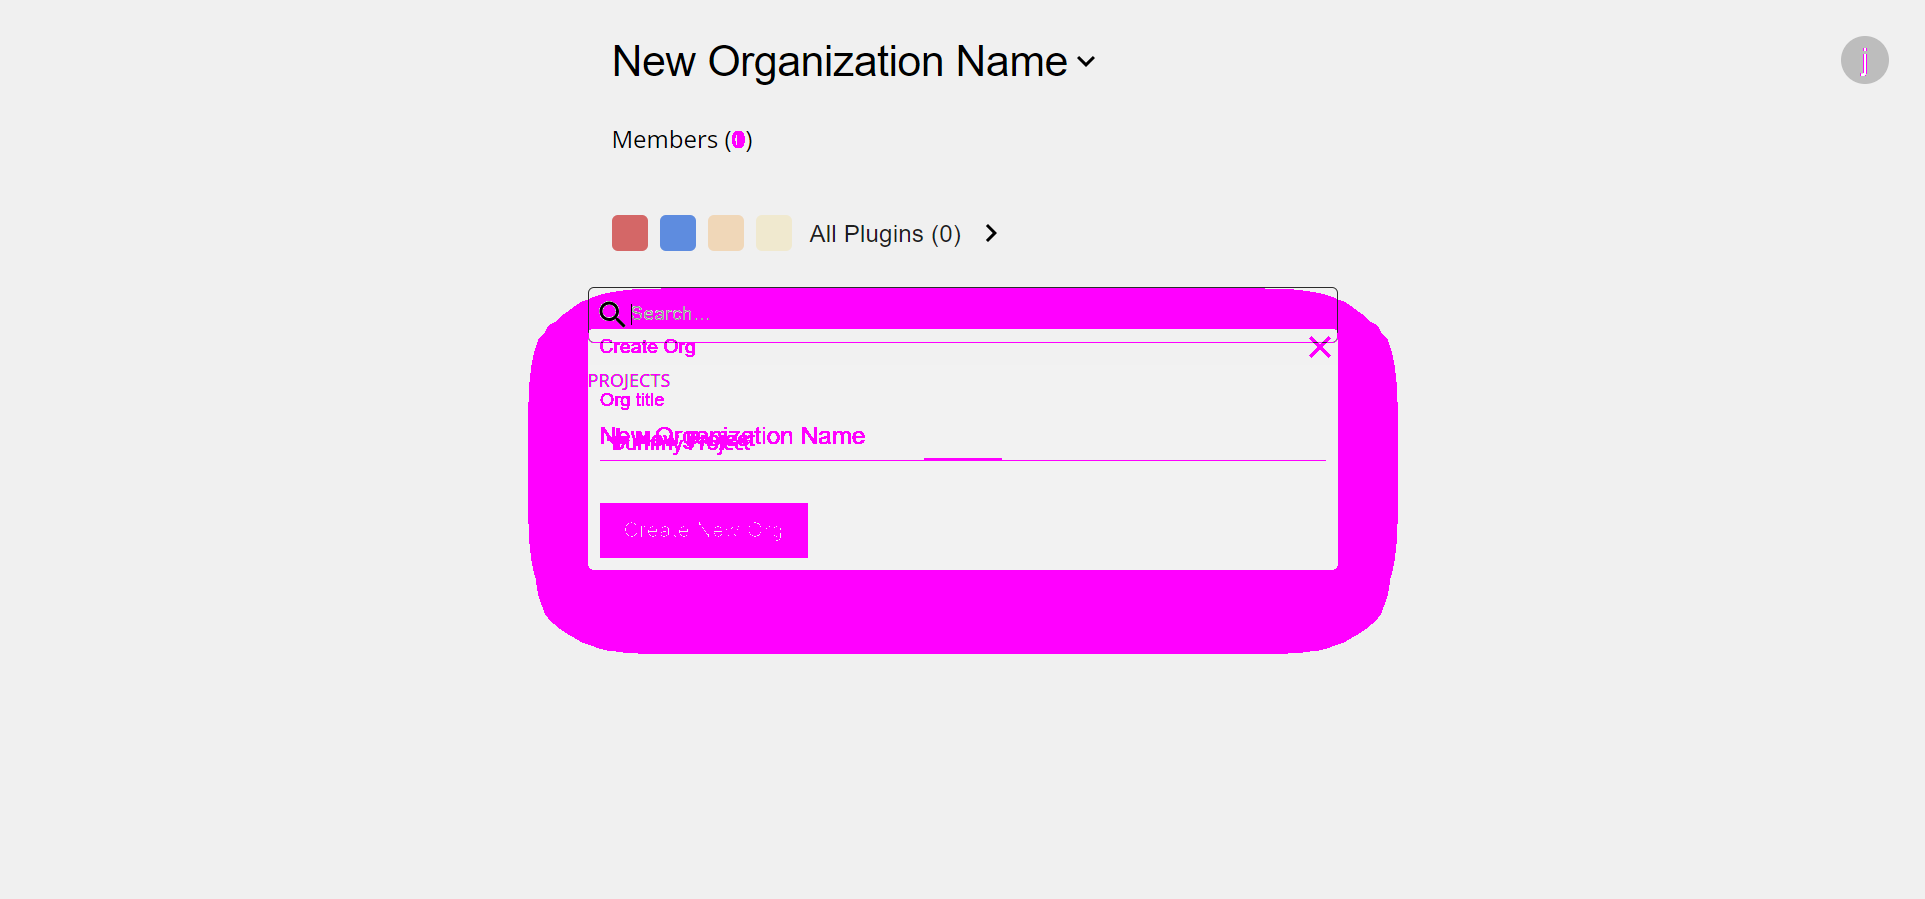 New Organization Name
j
Members ()
All Plugins (0)
Search...
Create Org
PROJECTS
Org title
New Organization Name
Dummy Project
Create New Org